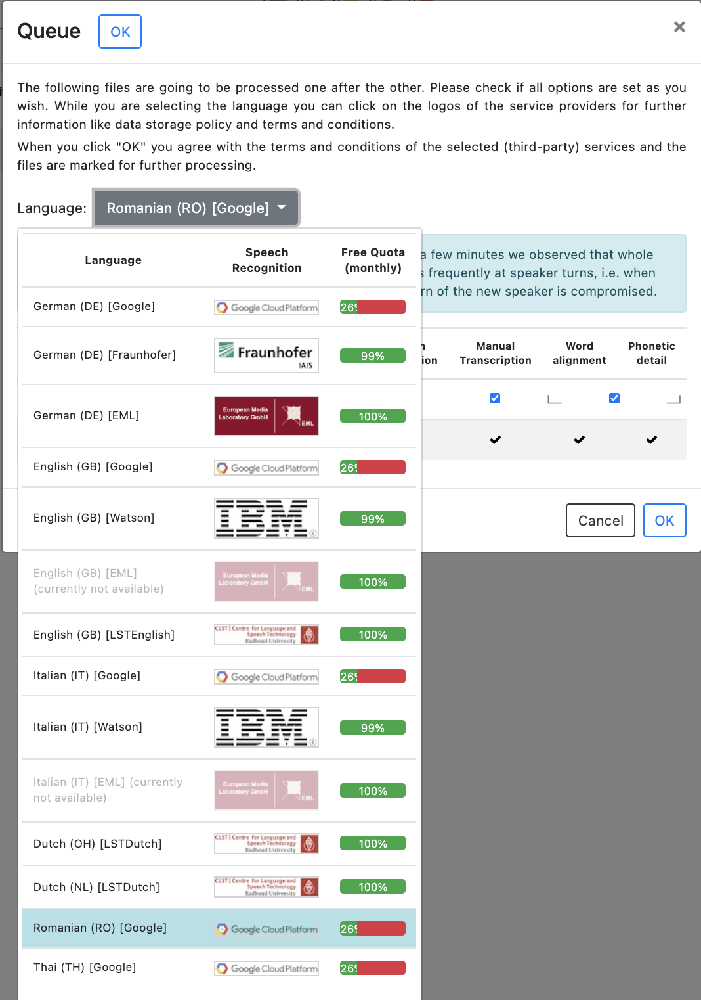 Queue OK ×
The following files are going to be processed one after the other. Please check if all options are set as you
wish. While you are selecting the language you can click on the logos of the service providers for further
information like data storage policy and terms and conditions.
When you click "OK" you agree with the terms and conditions of the selected (third-party) services and the
files are marked for further processing.
Language: Romanian (RO) [Google]
a few minutes we observed that whole
s frequently at speaker turns, i.e. when
rn of the new speaker is compromised.
Manual Transcription
Word alignment
Phonetic detail
Cancel OK
Language
Speech Recognition
Free Quota (monthly)
German (DE) [Google] Google Cloud Platform 26%
German (DE) [Fraunhofer] Fraunhofer IAIS 99%
German (DE) [EML] European Media Laboratory GmbH EML 100%
English (GB) [Google] Google Cloud Platform 26%
English (GB) [Watson] IBM ® 99%
English (GB) [EML] (currently not available) European Media Laboratory GmbH EML 100%
English (GB) [LSTEnglish] CLST | Centre for Language and Speech Technology Radboud University 100%
Italian (IT) [Google] Google Cloud Platform 26%
Italian (IT) [Watson] IBM ® 99%
Italian (IT) [EML] (currently not available) European Media Laboratory GmbH EML 100%
Dutch (OH) [LSTDutch] CLST | Centre for Language and Speech Technology Radboud University 100%
Dutch (NL) [LSTDutch] CLST | Centre for Language and Speech Technology Radboud University 100%
Romanian (RO) [Google] Google Cloud Platform 26%
Thai (TH) [Google] Google Cloud Platform 26%